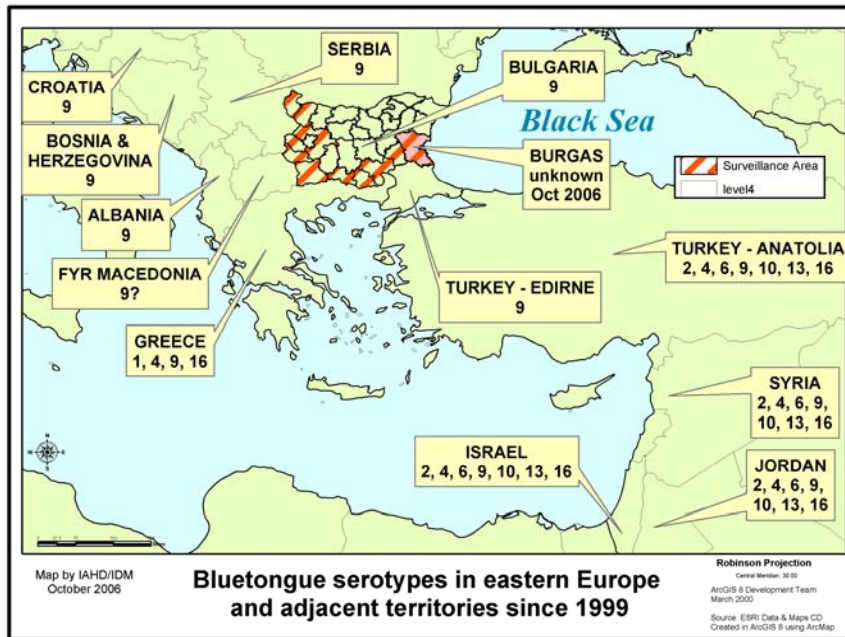 SERBIA
9
CROATIA
9
BULGARIA
9
Black Sea
BOSNIA &
HERZEGOVINA
9
BURGAS
unknown
Oct 2006
Surveillance Area
level4
ALBANIA
9
TURKEY - ANATOLIA
2, 4, 6, 9, 10, 13, 16
FYR MACEDONIA
9?
TURKEY - EDIRNE
9
GREECE
1, 4, 9, 16
SYRIA
2, 4, 6, 9,
10, 13, 16
ISRAEL
2, 4, 6, 9, 10, 13, 16
JORDAN
2, 4, 6, 9,
10, 13, 16
N
E
S
W
Map by IAHD/IDM
October 2006
Bluetongue serotypes in eastern Europe
and adjacent territories since 1999
Robinson Projection
Central Meridian: 30.00
ArcGIS 8 Development Team
March 2000
Source: ESRI Data & Maps CD
Created in ArcGIS 8 using ArcMap